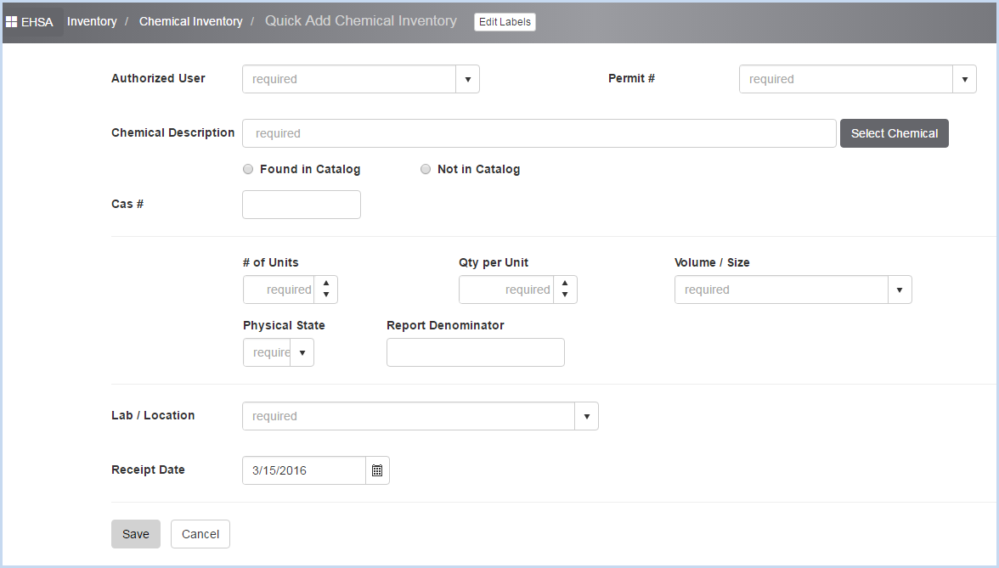 EHSA Inventory / Chemical Inventory / Quick Add Chemical Inventory Edit Labels
Authorized User required Permit # required
Chemical Description required Select Chemical
Found in Catalog Not in Catalog
Cas #
# of Units Qty per Unit Volume / Size
required required required
Physical State Report Denominator
require
Lab / Location required
Receipt Date 3/15/2016
Save Cancel